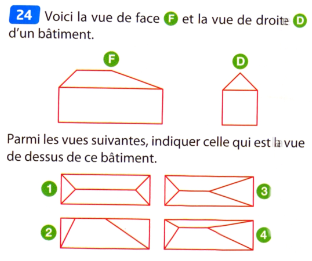 24 Voici la vue de face F et la vue de droite D
d'un bâtiment.
F
D
Parmi les vues suivantes, indiquer celle qui est la vue
de dessus de ce bâtiment.
1
3
2
4